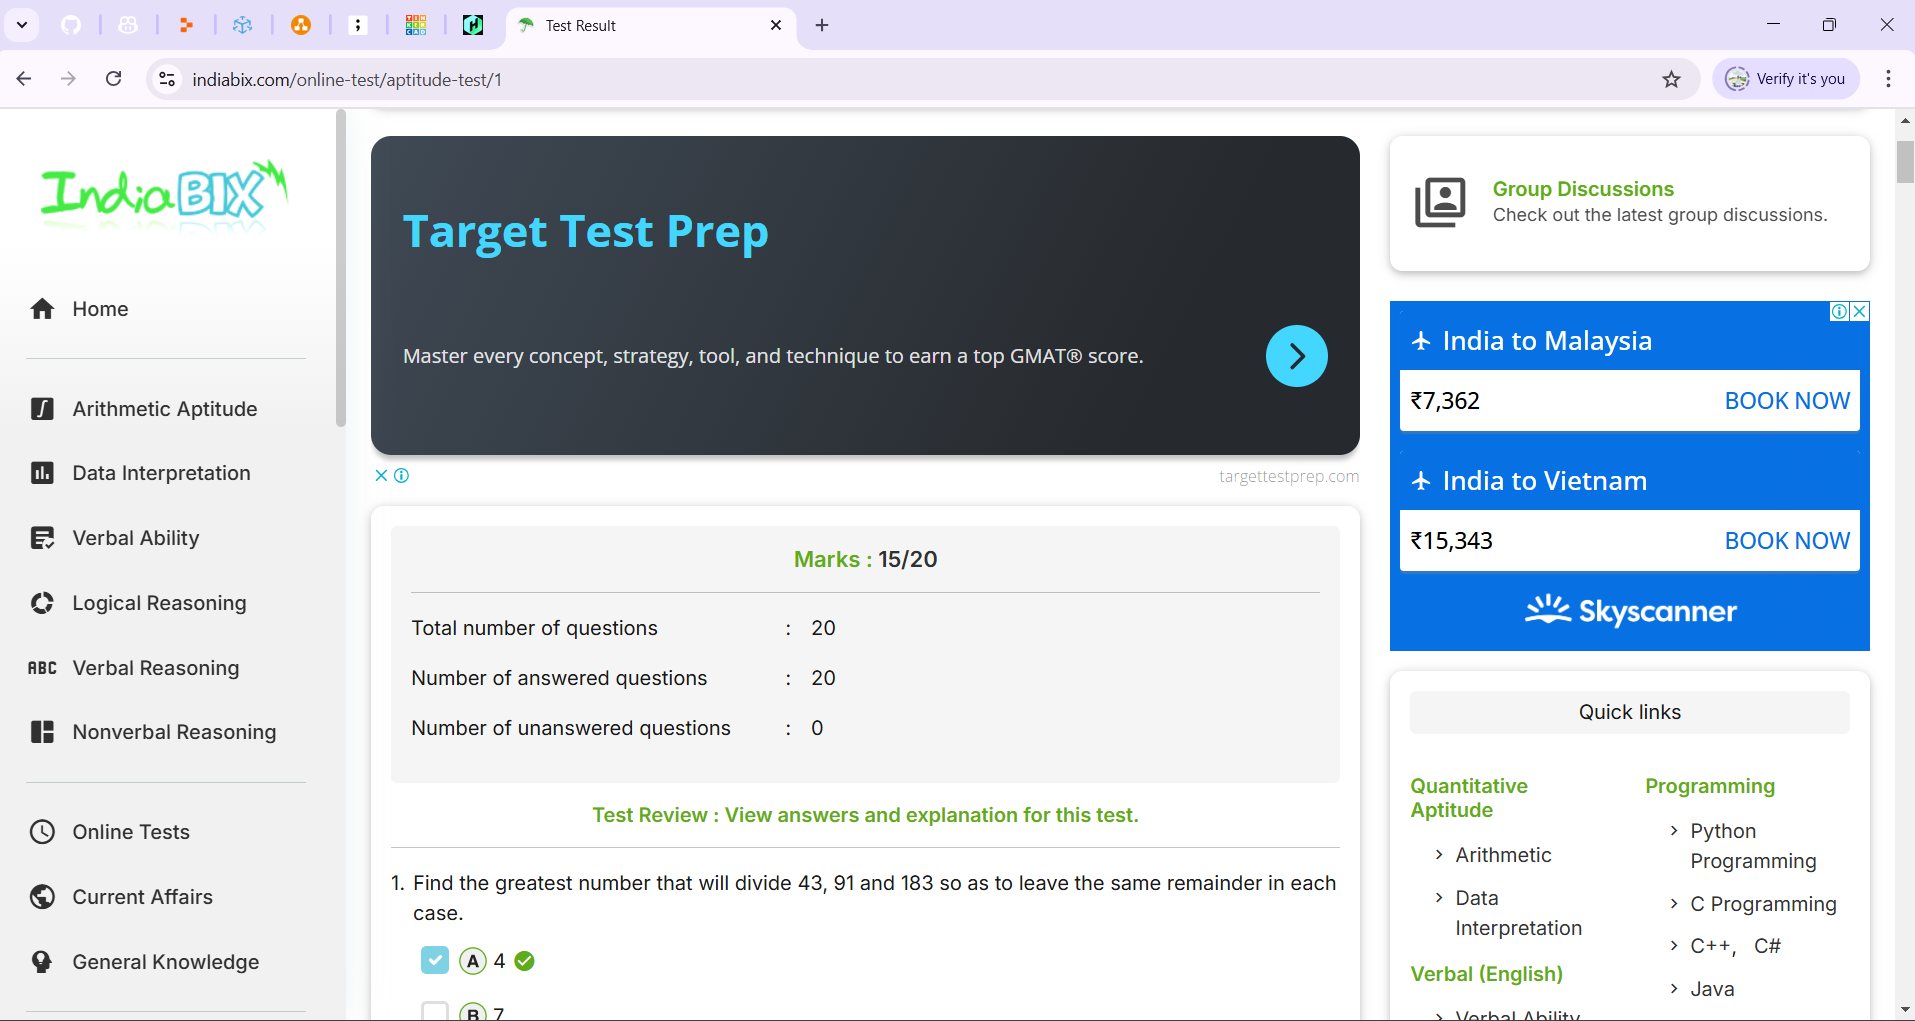 Test Result
indiabix.com/online-test/aptitude-test/1
Verify it's you
IndiaBIX
Home
Arithmetic Aptitude
Data Interpretation
Verbal Ability
Logical Reasoning
ABC Verbal Reasoning
Nonverbal Reasoning
Online Tests
Current Affairs
General Knowledge
Target Test Prep
Master every concept, strategy, tool, and technique to earn a top GMAT® score.
targettestprep.com
Marks : 15/20
Total number of questions : 20
Number of answered questions : 20
Number of unanswered questions : 0
Test Review : View answers and explanation for this test.
1. Find the greatest number that will divide 43, 91 and 183 so as to leave the same remainder in each
case.
A 4
B 7
Group Discussions
Check out the latest group discussions.
India to Malaysia
₹7,362 BOOK NOW
India to Vietnam
₹15,343 BOOK NOW
Skyscanner
Quick links
Quantitative
Aptitude
Arithmetic
Data
Interpretation
Verbal (English)
Verbal Ability
Programming
Python
Programming
C Programming
C++, C#
Java